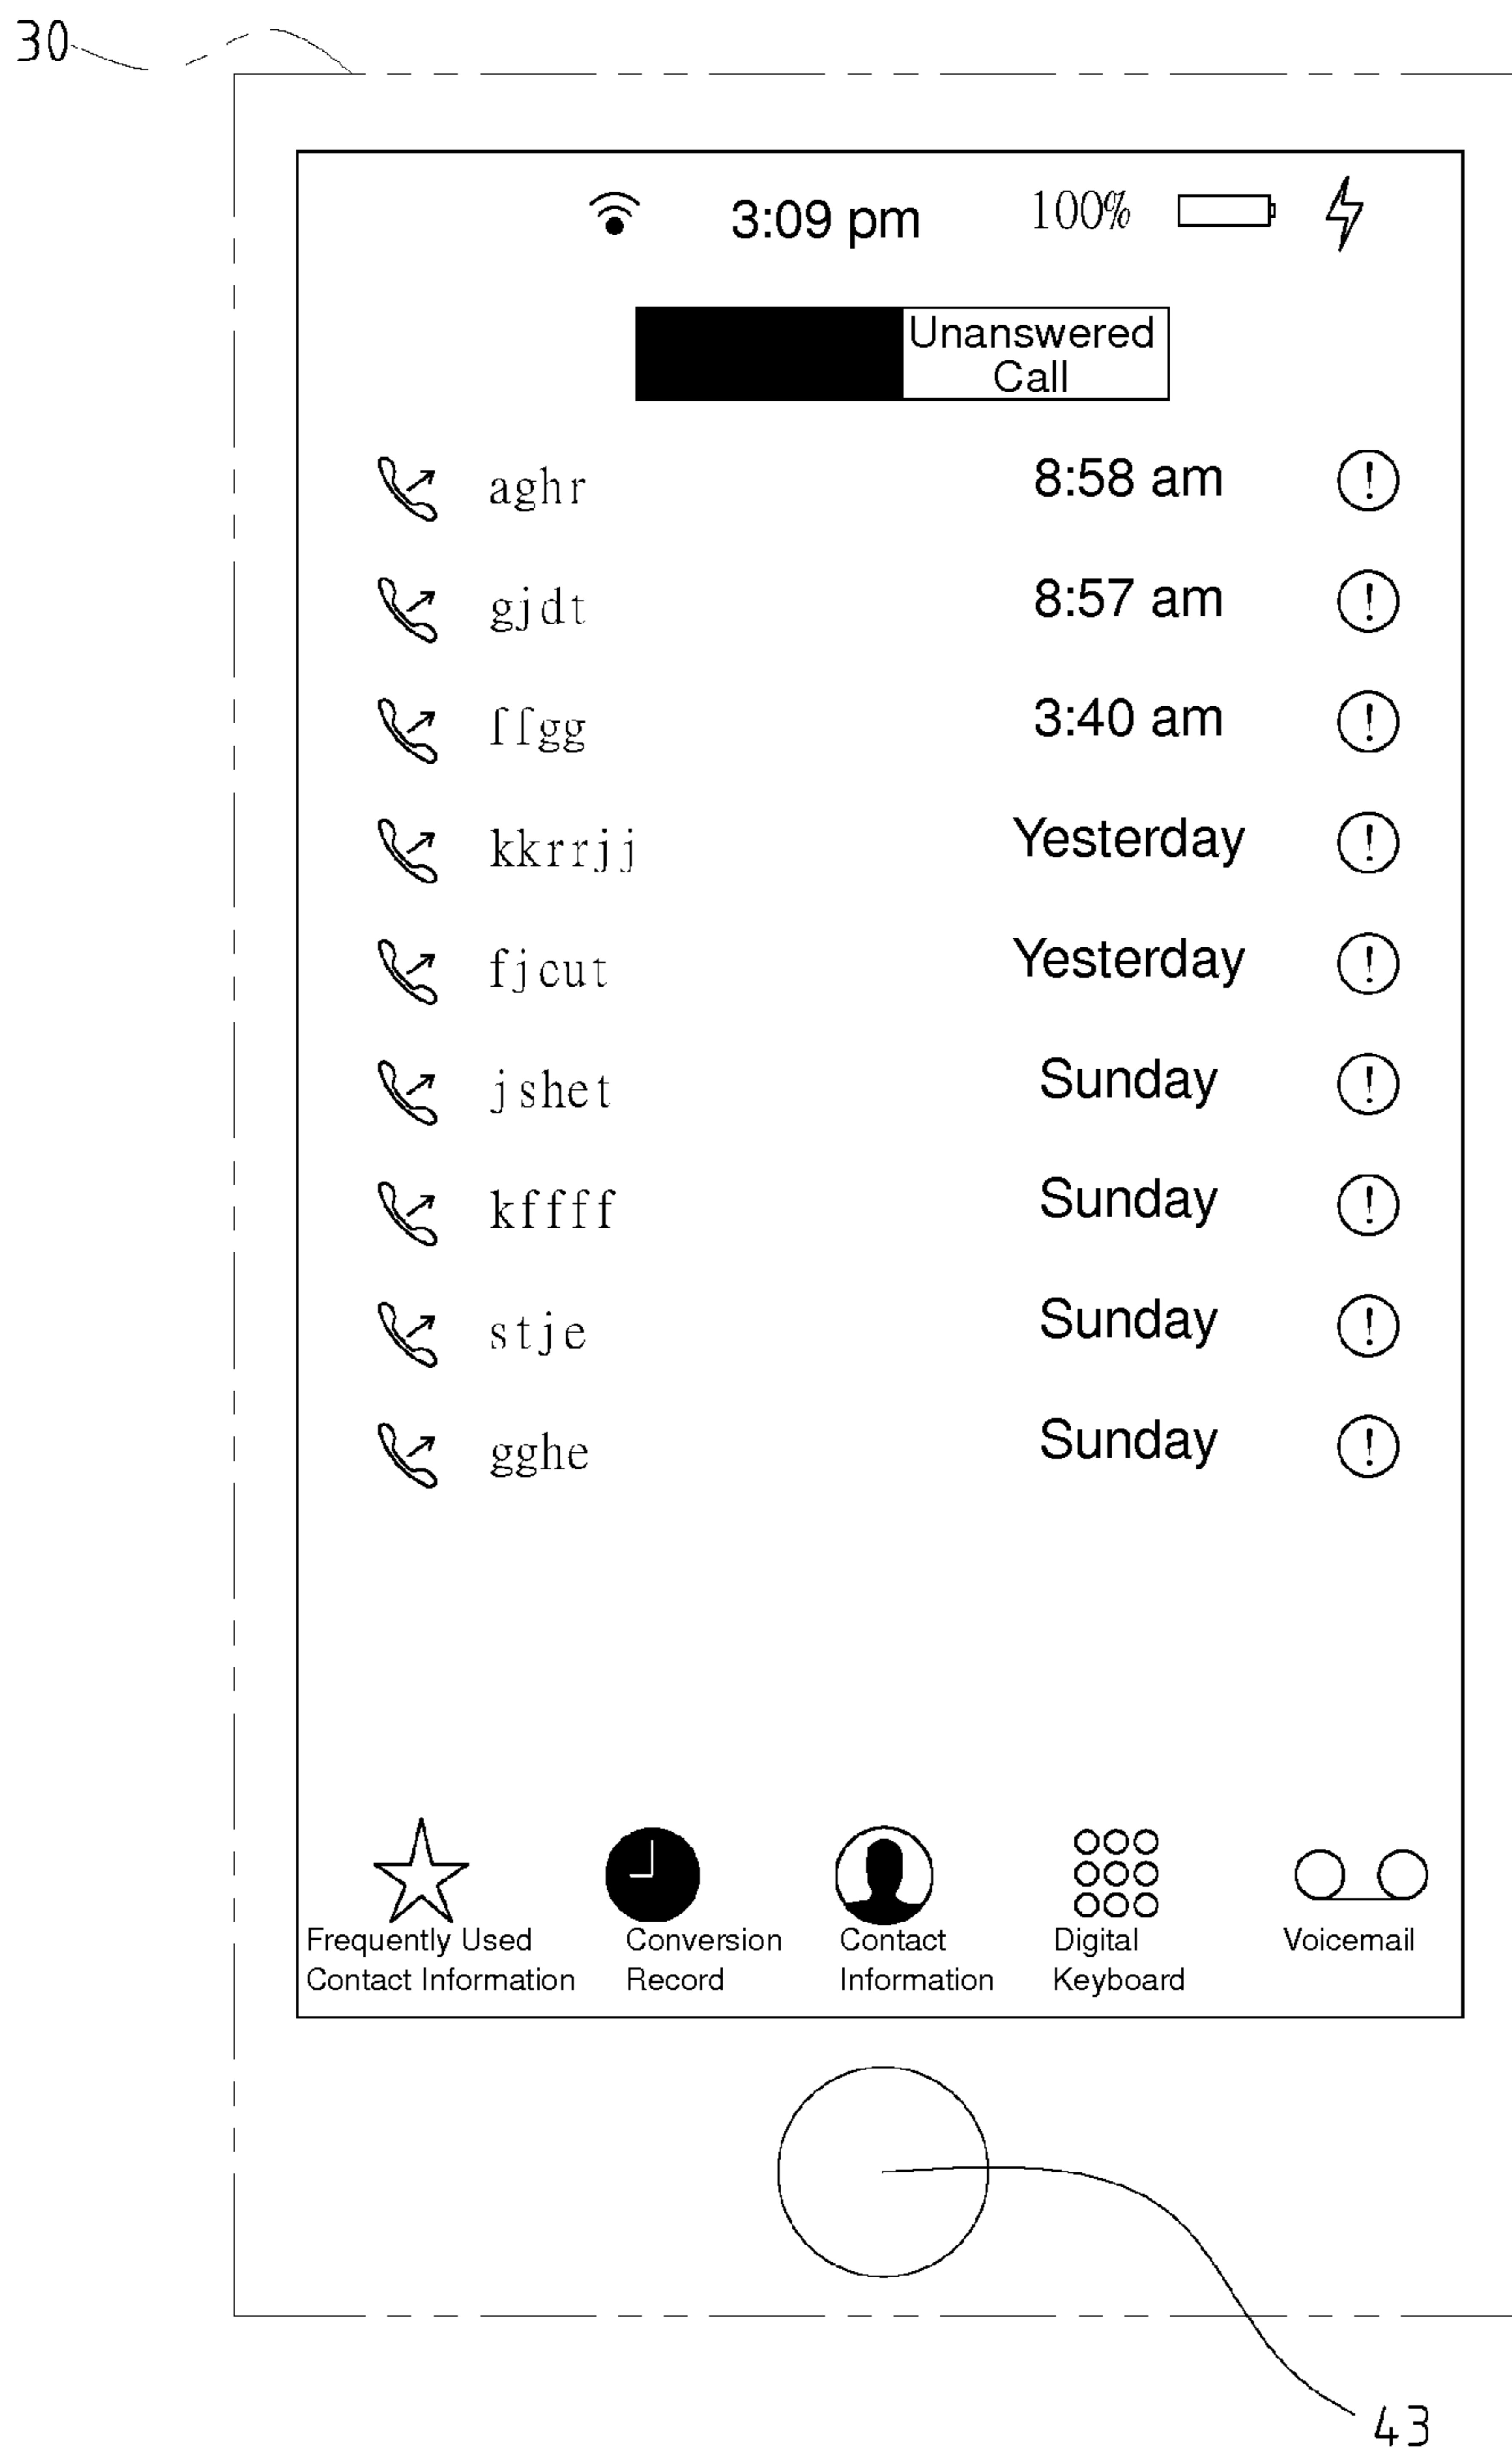 30
3:09 pm 100%
Unanswered
Call
aghr 8:58 am !
gjdt 8:57 am !
ffgg 3:40 am !
kkrrjj Yesterday !
fjcut Yesterday !
jshet Sunday !
kffff Sunday !
stje Sunday !
gghe Sunday !
Frequently Used Conversion Contact Digital Voicemail
Contact Information Record Information Keyboard
43